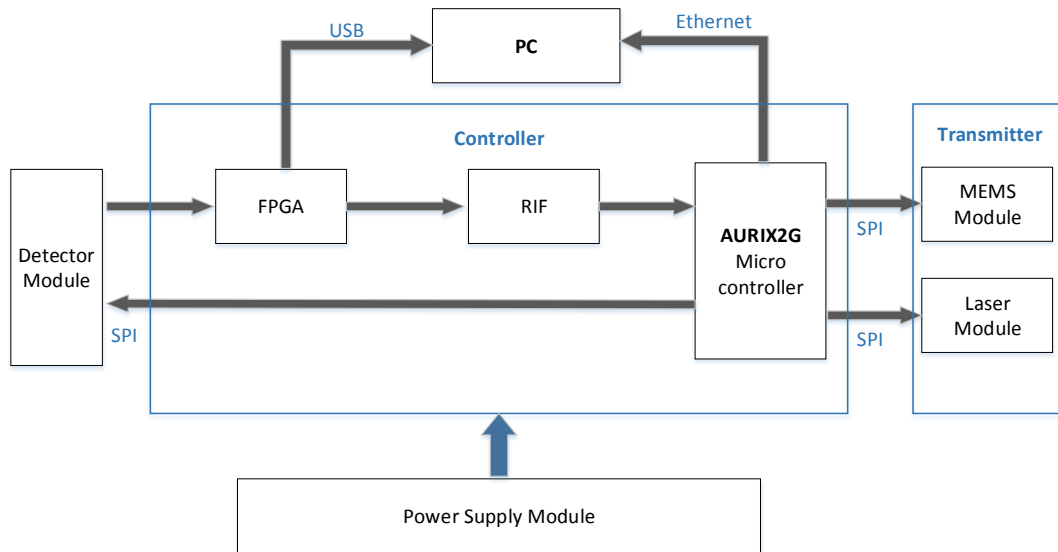 USB
PC
Ethernet
Controller
Transmitter
Detector
Module
FPGA
RIF
AURIX2G
Micro
controller
SPI
MEMS
Module
SPI
SPI
Laser
Module
Power Supply Module